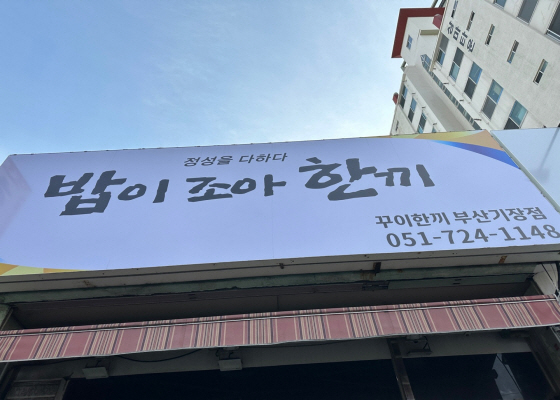 정성을 다하다
밥이 조아 한끼
꾸이한끼 부산기장점
051-724-1148